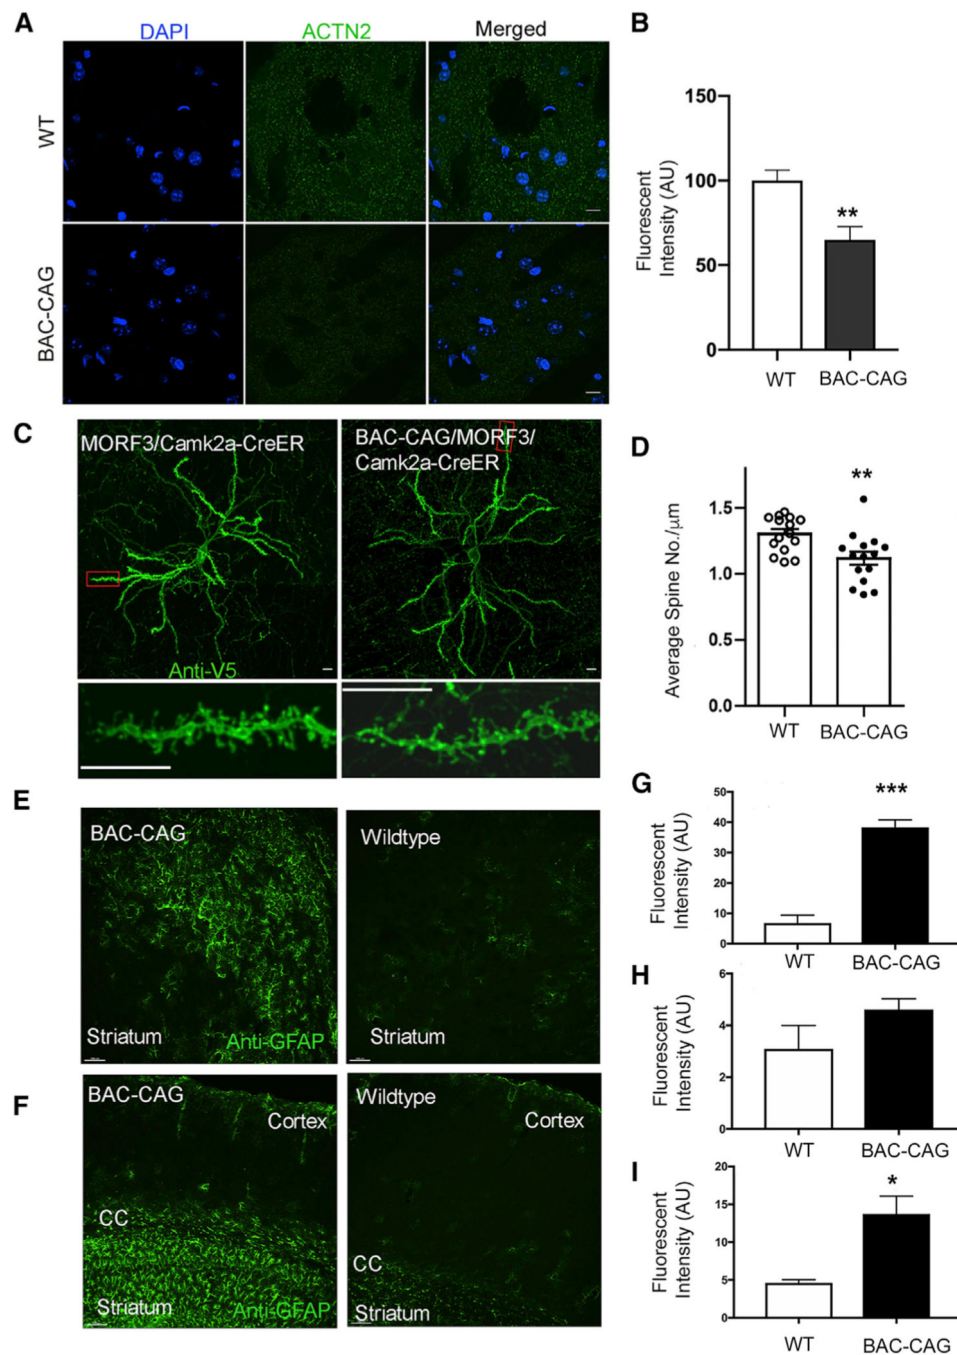 A
DAPI
ACTN2
Merged
WT
BAC-CAG
B
Fluorescent
Intensity (AU)
150
100
50
0
**
WT
BAC-CAG
C
MORF3/Camk2a-CreER
Anti-V5
BAC-CAG/MORF3/
Camk2a-CreER
D
Average Spine No./μm
1.5
1.0
1.5
0.0
**
WT
BAC-CAG
E
BAC-CAG
Striatum
Anti-GFAP
Wildtype
Striatum
F
BAC-CAG
Cortex
CC
Striatum
Anti-GFAP
Wildtype
Cortex
CC
Striatum
G
Fluorescent
Intensity (AU)
50
40
30
20
10
0
***
WT
BAC-CAG
H
Fluorescent
Intensity (AU)
6
4
2
0
WT
BAC-CAG
I
Fluorescent
Intensity (AU)
20
15
10
5
0
*
WT
BAC-CAG